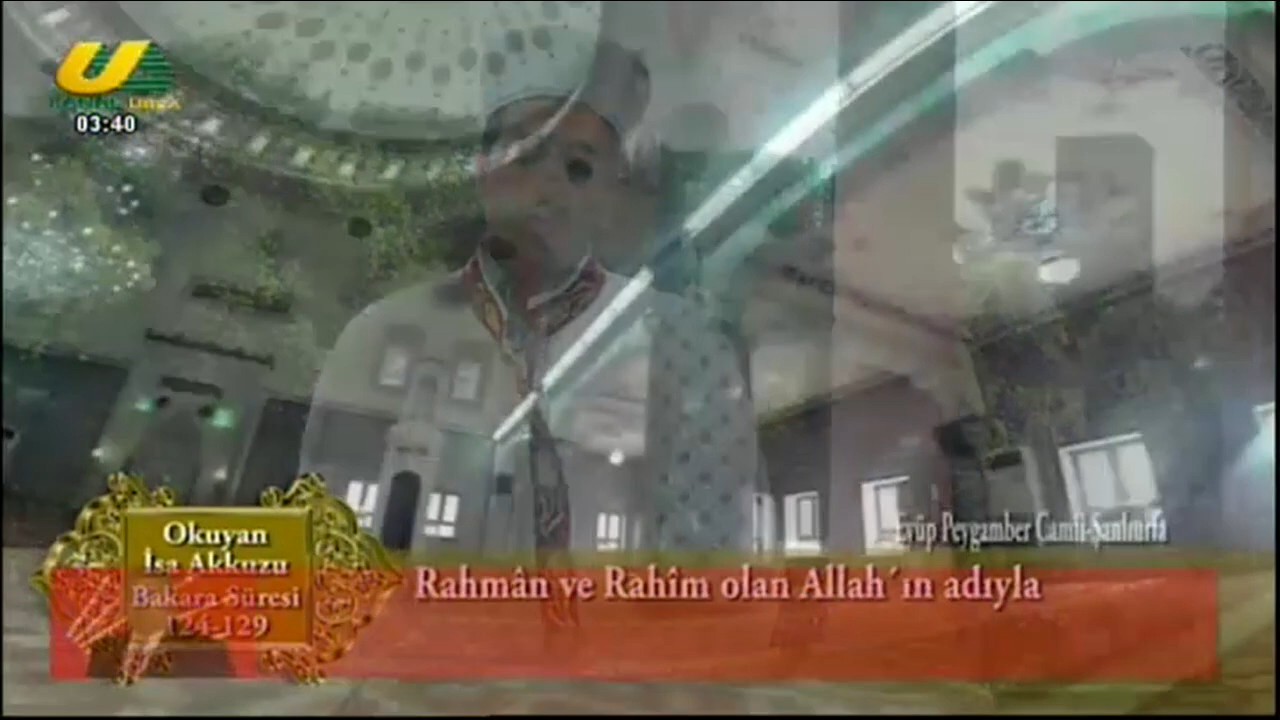 03:40
Eyüp Peygamber Camii-Şanlıurfa
Okuyan
İsa Akkuzu
Bakara Sûresi
124-129
Rahmân ve Rahîm olan Allah´ın adıyla